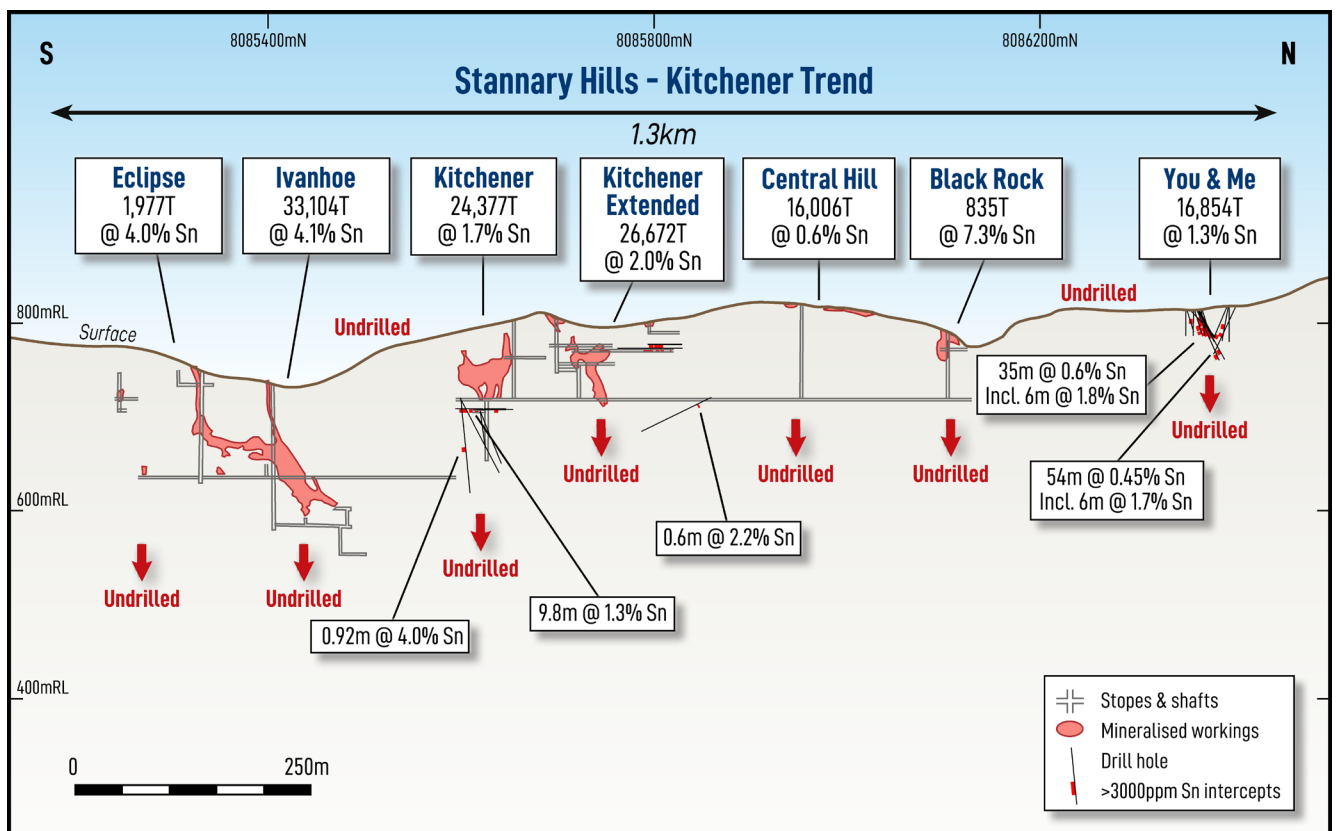 8085400mN
8085800mN
8086200mN
S
N
Stannary Hills - Kitchener Trend
1.3km
Eclipse
1,977T
@ 4.0% Sn
Ivanhoe
33,104T
@ 4.1% Sn
Kitchener
24,377T
@ 1.7% Sn
Kitchener
Extended
26,672T
@ 2.0% Sn
Central Hill
16,006T
@ 0.6% Sn
Black Rock
835T
@ 7.3% Sn
You & Me
16,854T
@ 1.3% Sn
800mRL
Surface
Undrilled
Undrilled
35m @ 0.6% Sn
Incl. 6m @ 1.8% Sn
Undrilled
54m @ 0.45% Sn
Incl. 6m @ 1.7% Sn
Undrilled
Undrilled
Undrilled
600mRL
0.6m @ 2.2% Sn
Undrilled
Undrilled
Undrilled
9.8m @ 1.3% Sn
0.92m @ 4.0% Sn
400mRL
Stopes & shafts
Mineralised workings
Drill hole
>3000ppm Sn intercepts
0
250m